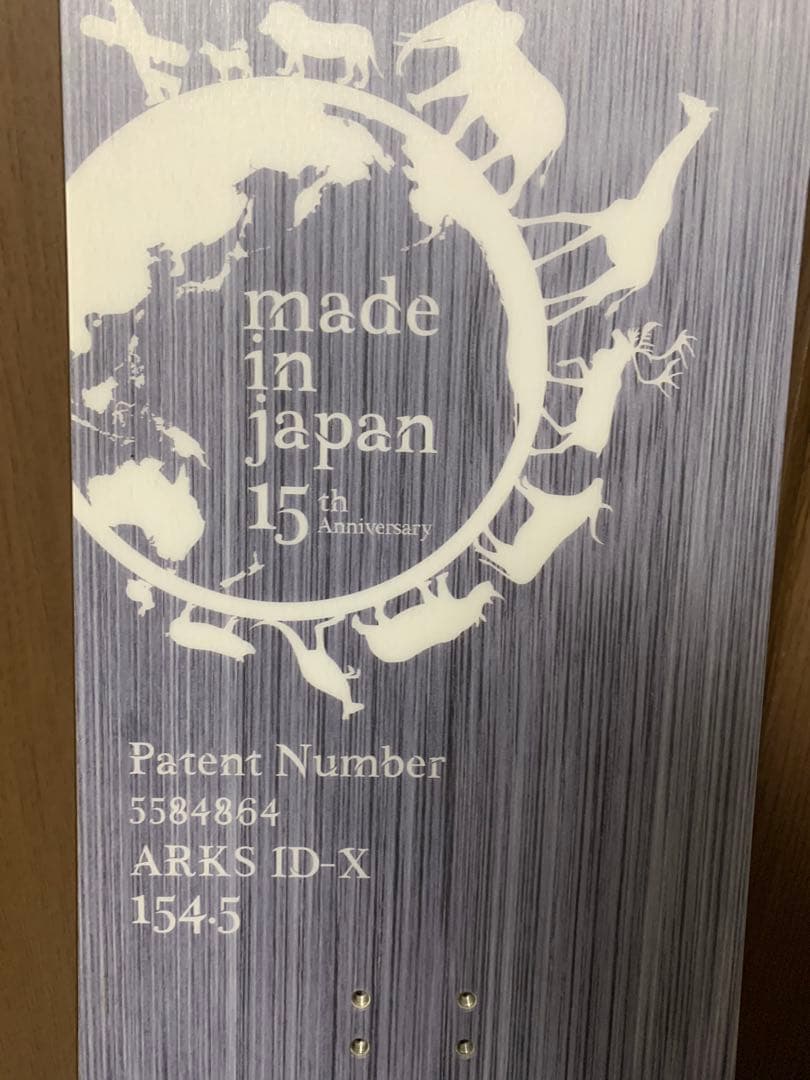 made
in
japan
15th
Anniversary
Patent Number
5584864
ARKS ID-X
154.5